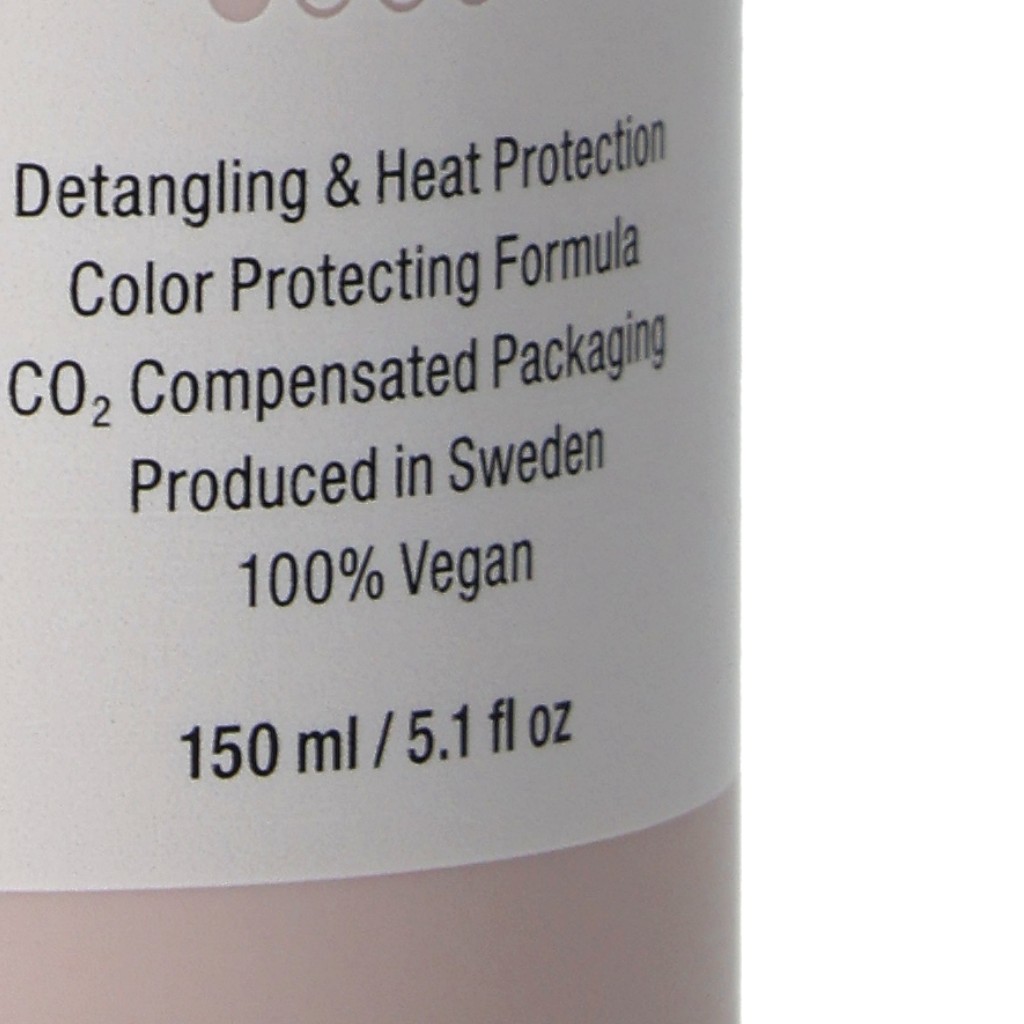 Detangling & Heat Protection
Color Protecting Formula
CO₂ Compensated Packaging
Produced in Sweden
100% Vegan
150 ml / 5.1 fl oz